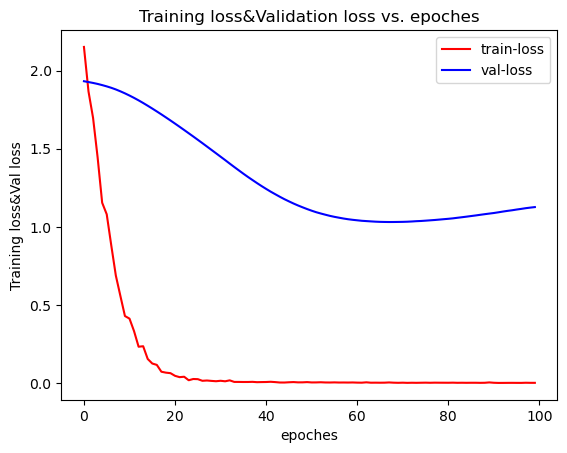 Training loss&Validation loss vs. epoches
train-loss
val-loss
Training loss&Val loss
2.0
1.5
1.0
0.5
0.0
0
20
40
60
80
100
epoches